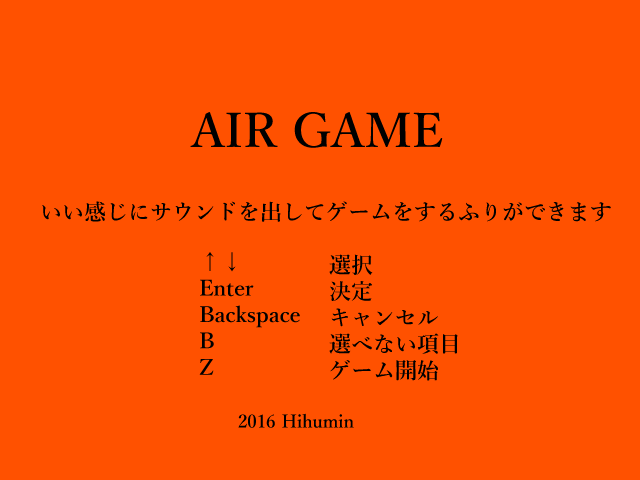 AIR GAME
いい感じにサウンドを出してゲームをするふりができます
↑ ↓ 選択
Enter 決定
Backspace キャンセル
B 選べない項目
Z ゲーム開始
2016 Hihumin